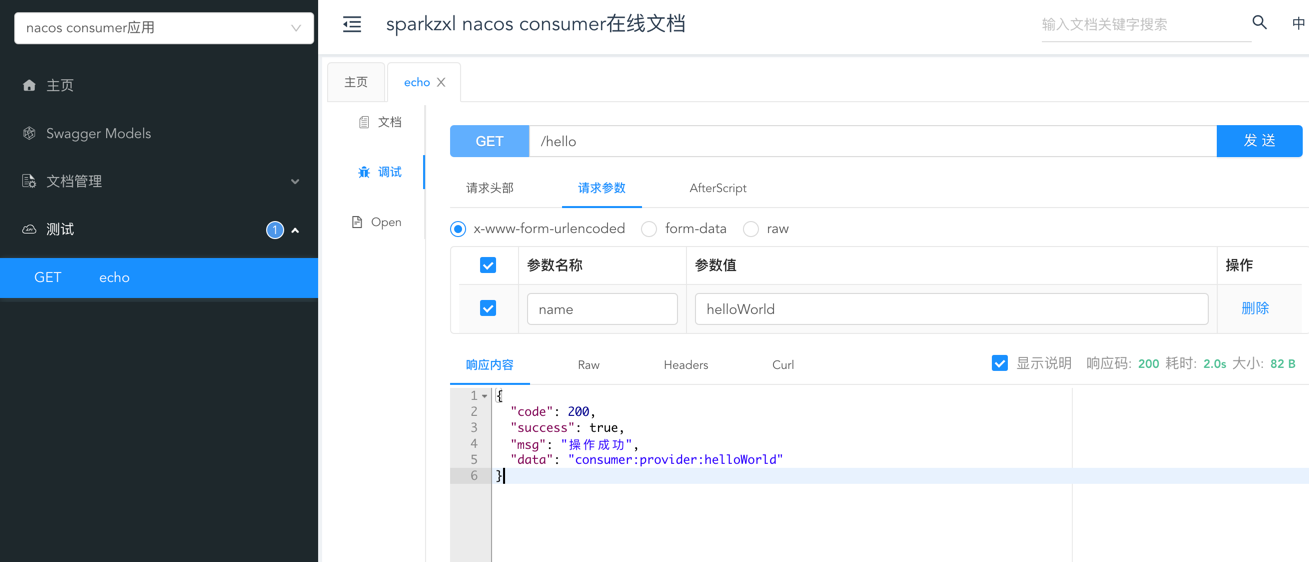 nacos consumer应用
主页
Swagger Models
文档管理
测试 1
GET echo
sparkzxl nacos consumer在线文档
输入文档关键字搜索
中
主页
echo
文档
调试
Open
GET /hello 发 送
请求头部 请求参数 AfterScript
x-www-form-urlencoded form-data raw
参数名称 参数值 操作
name helloWorld 删除
响应内容 Raw Headers Curl 显示说明 响应码: 200 耗时: 2.0s 大小: 82 B
1 {
2 "code": 200,
3 "success": true,
4 "msg": "操作成功",
5 "data": "consumer:provider:helloWorld"
6 }